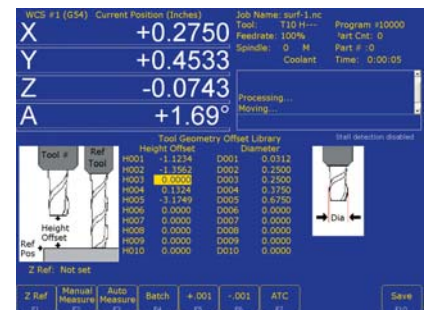 WCS #1 (G54) Current Position (Inches)
X +0.2750
Y +0.4533
Z -0.0743
A +1.69°
Job Name: surf-1.nc
Tool: T10 H--- Program #10000
Feedrate: 100% Part Cnt: 0
Spindle: 0 M Part # :0
Coolant Time: 0:00:05
Processing...
Moving...
Tool Geometry Offset Library
Stall detection disabled
Height Offset Diameter
H001 -1.1234 D001 0.0312
H002 -1.3562 D002 0.2500
H003 0.0000 D003 0.2500
H004 0.1324 D004 0.3750
H005 -3.1749 D005 0.6750
H006 0.0000 D006 0.0000
H007 0.0000 D007 0.0000
H008 0.0000 D008 0.0000
H009 0.0000 D009 0.0000
H010 0.0000 D010 0.0000
Tool #
Ref Tool
Height Offset
Ref Pos
Dia
Z Ref: Not set
Z Ref
Manual Measure
Auto Measure
Batch
+.001
-.001
ATC
Save